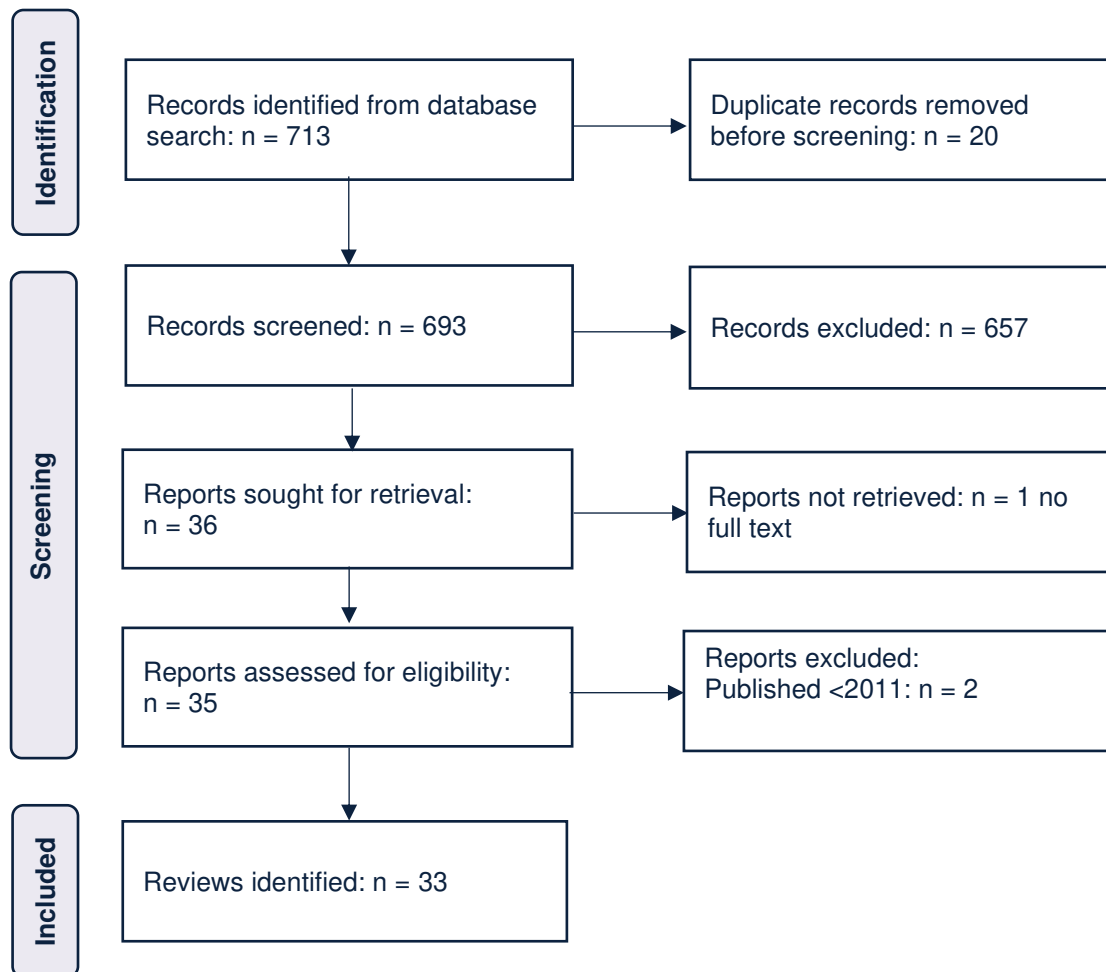 Identification
Records identified from database
search: n = 713
Duplicate records removed
before screening: n = 20
Screening
Records screened: n = 693
Records excluded: n = 657
Reports sought for retrieval:
n = 36
Reports not retrieved: n = 1 no
full text
Reports assessed for eligibility:
n = 35
Reports excluded:
Published <2011: n = 2
Included
Reviews identified: n = 33